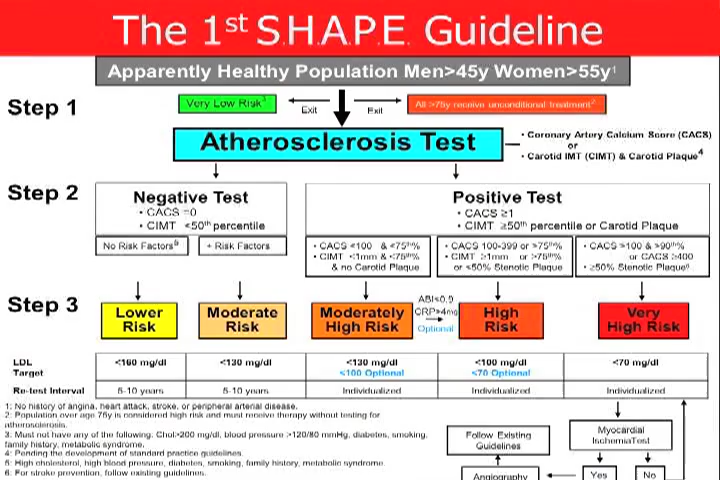 The 1st S.H.A.P.E. Guideline
Apparently Healthy Population Men>45y Women>55y1
Step 1
Very Low Risk3
Exit
Exit
All >75y receive unconditional treatment2
Atherosclerosis Test
• Coronary Artery Calcium Score (CACS)
or
• Carotid IMT (CIMT) & Carotid Plaque4
Step 2
Negative Test
• CACS =0
• CIMT <50th percentile
Positive Test
• CACS ≥1
• CIMT ≥50th percentile or Carotid Plaque
No Risk Factors5
+ Risk Factors
• CACS <100 & <75th%
• CIMT <1mm & <75th%
& no Carotid Plaque
• CACS 100-399 or >75th%
• CIMT ≥1mm or >75th%
or <50% Stenotic Plaque
• CACS >100 & >90th%
or CACS ≥400
• ≥50% Stenotic Plaque6
Step 3
Lower
Risk
Moderate
Risk
Moderately
High Risk
ABI<0.9
CRP>4mg
Optional
High
Risk
Very
High Risk
LDL
Target
<160 mg/dl
<130 mg/dl
<130 mg/dl
<100 Optional
<100 mg/dl
<70 Optional
<70 mg/dl
Re-test Interval
5-10 years
5-10 years
Individualized
Individualized
Individualized
1: No history of angina, heart attack, stroke, or peripheral arterial disease.
2: Population over age 75y is considered high risk and must receive therapy without testing for
atherosclerosis.
3: Must not have any of the following: Chol>200 mg/dl, blood pressure >120/80 mmHg, diabetes, smoking,
family history, metabolic syndrome.
4: Pending the development of standard practice guidelines.
5: High cholesterol, high blood pressure, diabetes, smoking, family history, metabolic syndrome.
6: For stroke prevention, follow existing guidelines.
Follow Existing
Guidelines
Myocardial
IschemiaTest
Angiography
Yes
No